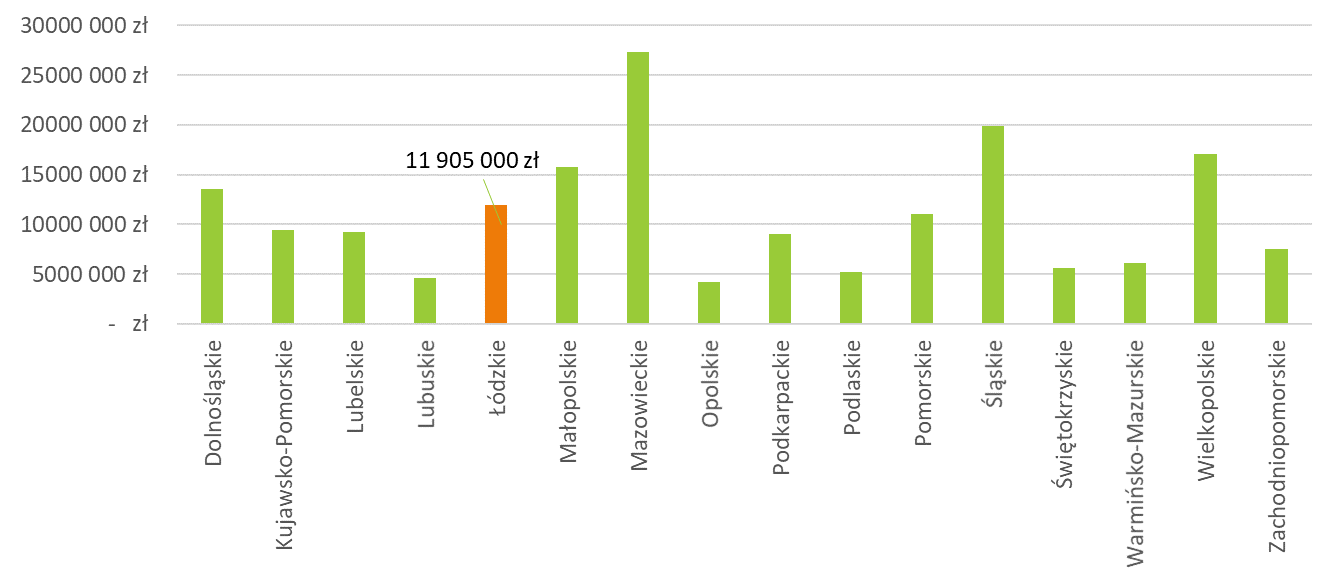 30000 000 zł
25000 000 zł
20000 000 zł
15000 000 zł
10000 000 zł
5000 000 zł
- zł
11 905 000 zł
Dolnośląskie
Kujawsko-Pomorskie
Lubelskie
Lubuskie
Łódzkie
Małopolskie
Mazowieckie
Opolskie
Podkarpackie
Podlaskie
Pomorskie
Śląskie
Świętokrzyskie
Warmińsko-Mazurskie
Wielkopolskie
Zachodniopomorskie